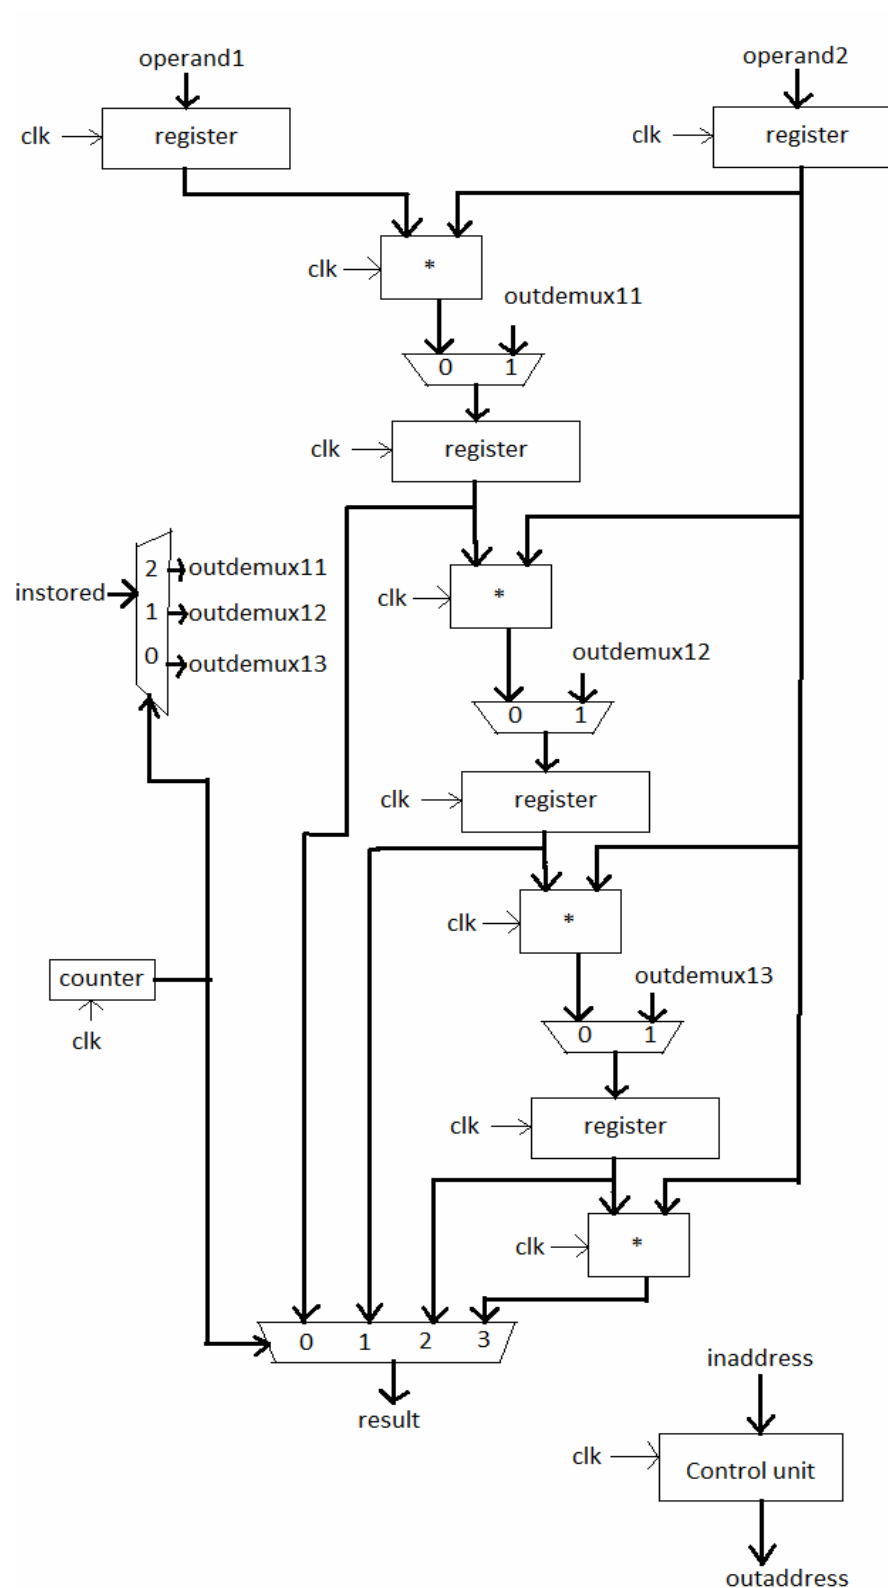 operand1
operand2
clk
register
clk
register
clk
*
outdemux11
0
1
clk
register
instored
2
outdemux11
1
outdemux12
0
outdemux13
clk
*
outdemux12
0
1
clk
register
clk
*
counter
clk
outdemux13
0
1
clk
register
clk
*
0
1
2
3
result
inaddress
clk
Control unit
outaddress